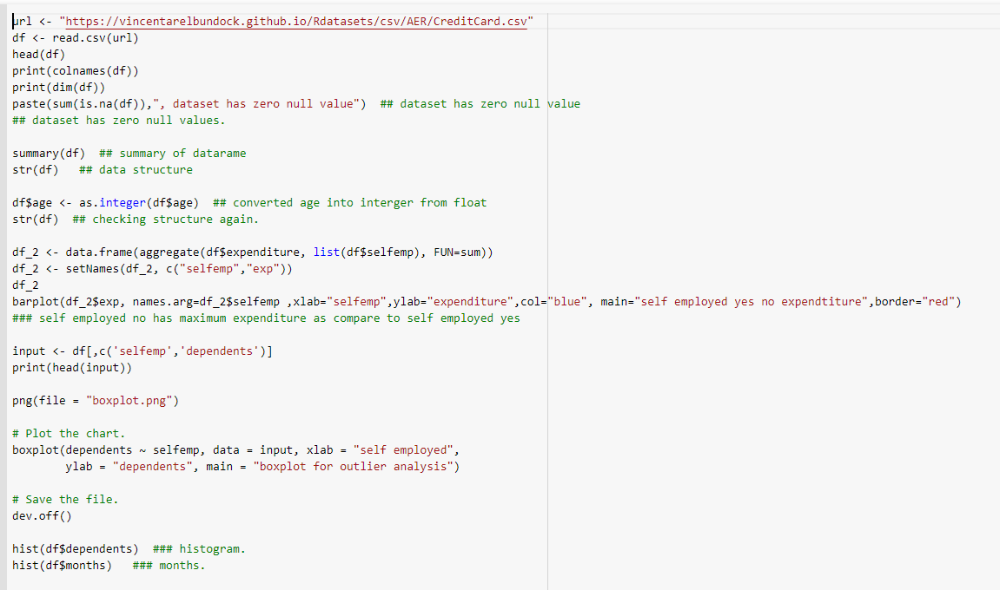 url <- "https://vincentarelbundock.github.io/Rdatasets/csv/AER/CreditCard.csv"
df <- read.csv(url)
head(df)
print(colnames(df))
print(dim(df))
paste(sum(is.na(df)),", dataset has zero null value")  ## dataset has zero null value
## dataset has zero null values.

summary(df)  ## summary of datarame
str(df)   ## data structure

df$age <- as.integer(df$age)  ## converted age into interger from float
str(df)  ## checking structure again.

df_2 <- data.frame(aggregate(df$expenditure, list(df$selfemp), FUN=sum))
df_2 <- setNames(df_2, c("selfemp","exp"))
df_2
barplot(df_2$exp, names.arg=df_2$selfemp ,xlab="selfemp",ylab="expenditure",col="blue", main="self employed yes no expendtiture",border="red")
### self employed no has maximum expenditure as compare to self employed yes

input <- df[,c('selfemp','dependents')]
print(head(input))

png(file = "boxplot.png")

# Plot the chart.
boxplot(dependents ~ selfemp, data = input, xlab = "self employed",
        ylab = "dependents", main = "boxplot for outlier analysis")

# Save the file.
dev.off()

hist(df$dependents)  ### histogram.
hist(df$months)   ### months.